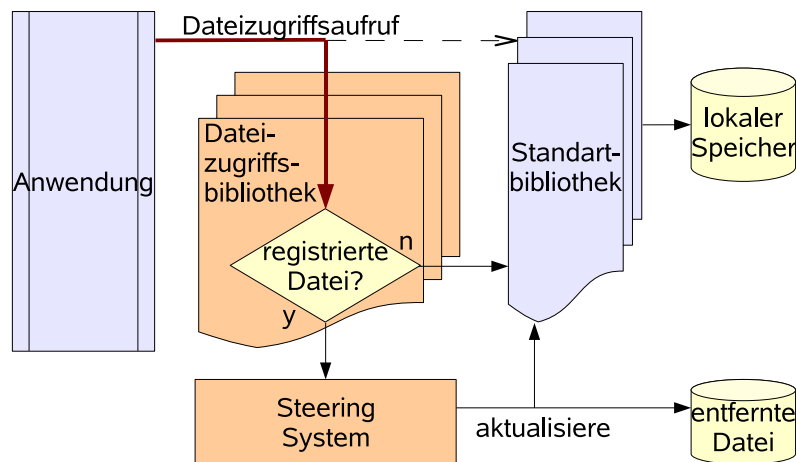 Dateizugriffsaufruf
Anwendung
Datei-
zugriffs-
bibliothek
registrierte
Datei?
n
y
Standart-
bibliothek
lokaler
Speicher
Steering
System
aktualisiere
entfernte
Datei